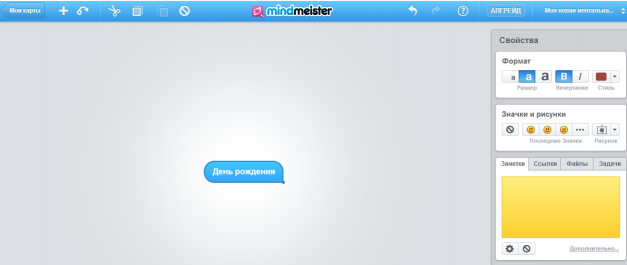 Мои карты
mindmeister
АПГРЕЙД
Моя новая ментальна...
Свойства
Формат
а а а B I
Размер Начертание Стиль
Значки и рисунки
Последние Значки Рисунок
Заметки Ссылки Файлы Задачи
День рождения
Дополнительно...